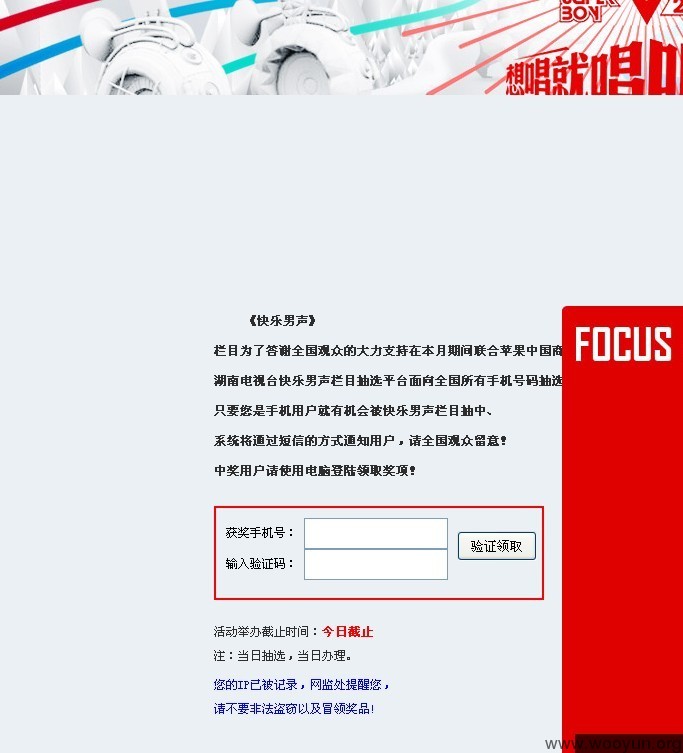 SUPER
BOY
想唱就唱
《快乐男声》
栏目为了答谢全国观众的大力支持在本月期间联合苹果中国商
湖南电视台快乐男声栏目抽选平台面向全国所有手机号码抽选
只要您是手机用户就有机会被快乐男声栏目抽中、
系统将通过短信的方式通知用户，请全国观众留意！
中奖用户请使用电脑登陆领取奖项！
FOCUS
获奖手机号：
验证领取
输入验证码：
活动举办截止时间：今日截止
注：当日抽选，当日办理。
您的IP已被记录，网监处提醒您，
请不要非法盗窃以及冒领奖品！
www.wooyun.org